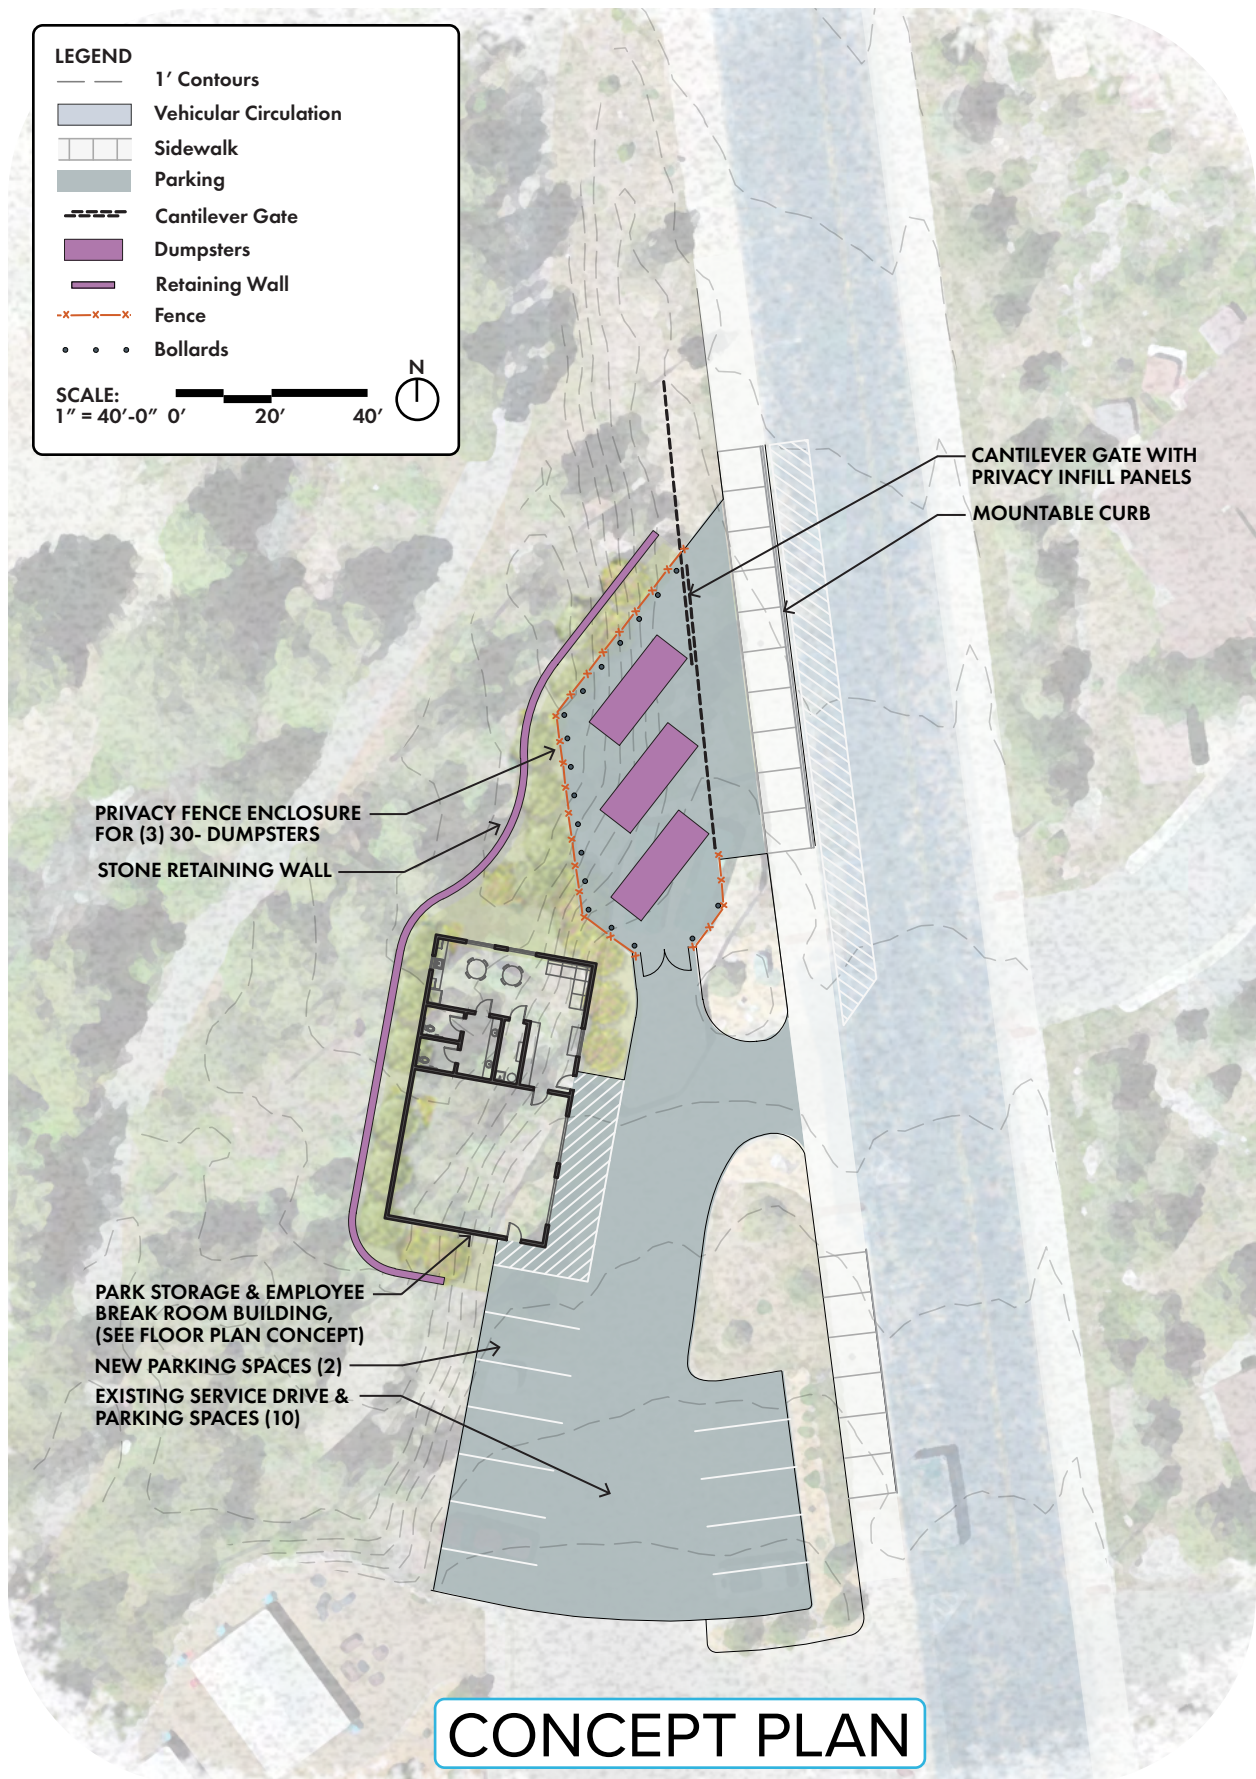 LEGEND
1′ Contours
Vehicular Circulation
Sidewalk
Parking
Cantilever Gate
Dumpsters
Retaining Wall
Fence
Bollards
N
SCALE:
1″ = 40′-0″ 0′ 20′ 40′
CANTILEVER GATE WITH
PRIVACY INFILL PANELS
MOUNTABLE CURB
PRIVACY FENCE ENCLOSURE
FOR (3) 30- DUMPSTERS
STONE RETAINING WALL
PARK STORAGE & EMPLOYEE
BREAK ROOM BUILDING,
(SEE FLOOR PLAN CONCEPT)
NEW PARKING SPACES (2)
EXISTING SERVICE DRIVE &
PARKING SPACES (10)
CONCEPT PLAN